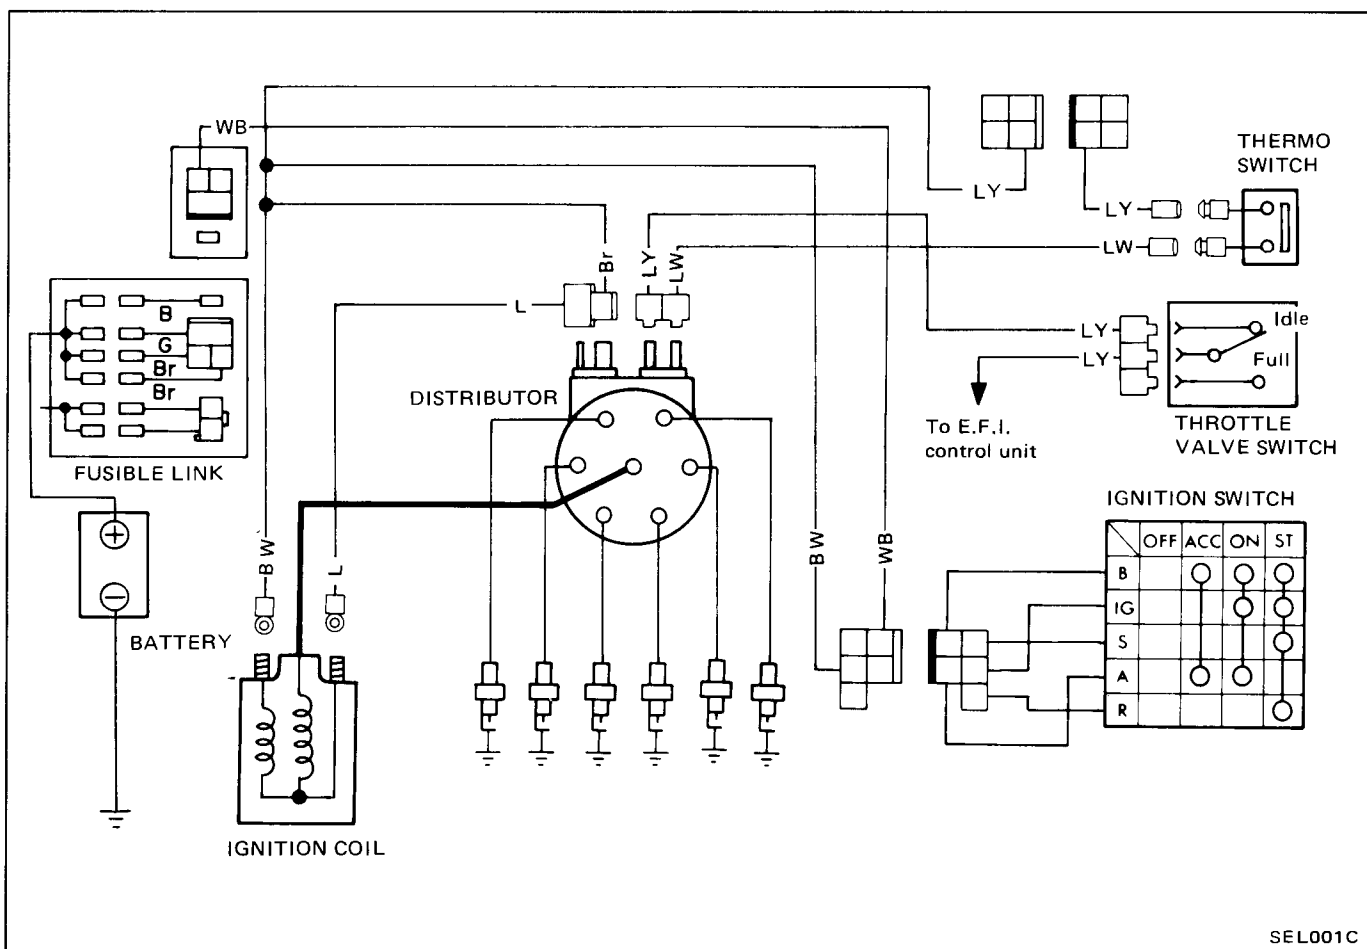 WB
THERMO
SWITCH
LY
LY
LW
Br
LY
LW
L
B
G
Br
Br
FUSIBLE LINK
DISTRIBUTOR
LY
LY
Idle
Full
To E.F.I.
control unit
THROTTLE
VALVE SWITCH
IGNITION SWITCH
OFF ACC ON ST
B
IG
S
A
R
BW
L
BW
WB
+
−
BATTERY
IGNITION COIL
SEL001C